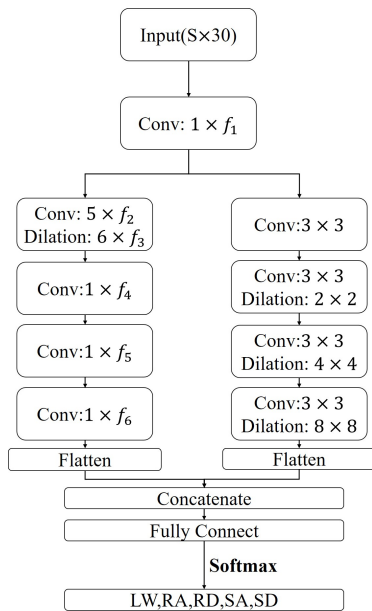 Input(S×30)
Conv: 1 × f₁
Conv: 5 × f₂
Dilation: 6 × f₃
Conv:1 × f₄
Conv:1 × f₅
Conv:1 × f₆
Flatten
Conv:3 × 3
Conv:3 × 3
Dilation: 2 × 2
Conv:3 × 3
Dilation: 4 × 4
Conv:3 × 3
Dilation: 8 × 8
Flatten
Concatenate
Fully Connect
Softmax
LW,RA,RD,SA,SD